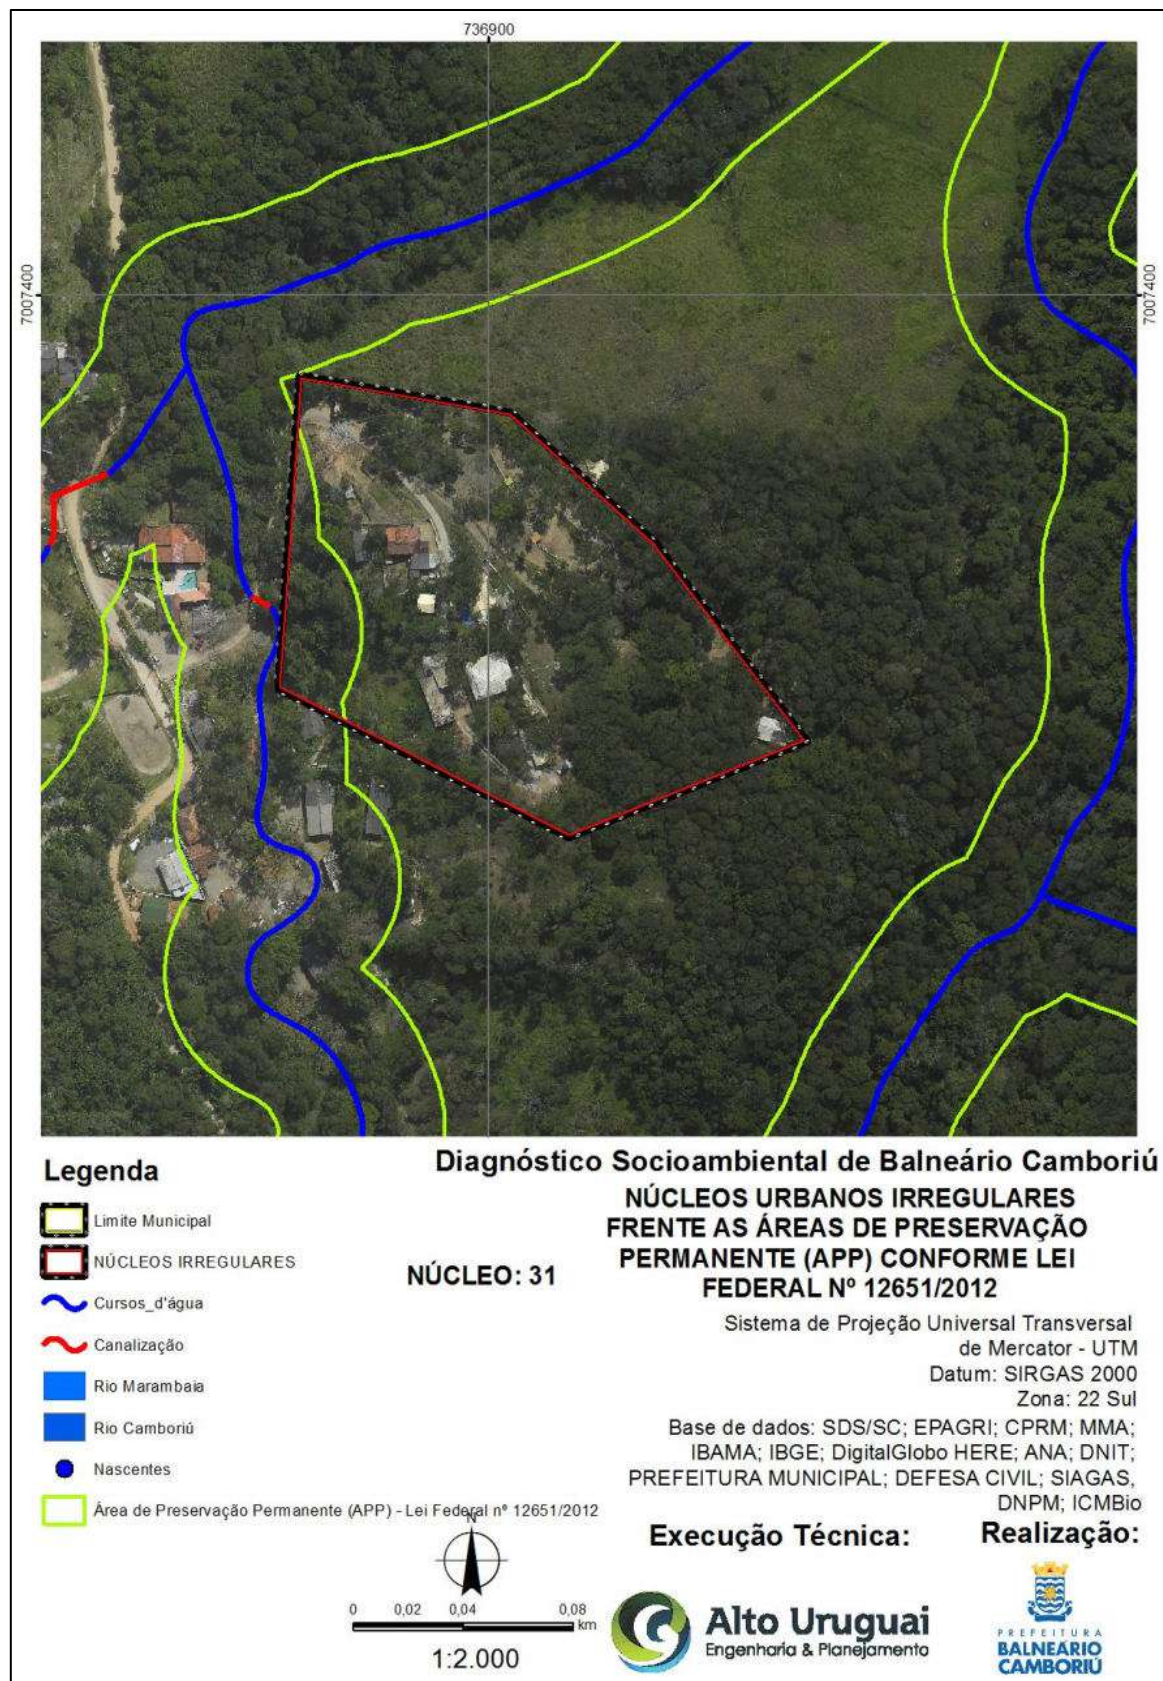 736900
7007400
7007400
Legenda
Limite Municipal
NÚCLEOS IRREGULARES
Cursos_d'água
Canalização
Rio Marambaia
Rio Camboriú
Nascentes
Área de Preservação Permanente (APP) - Lei Federal nº 12651/2012
NÚCLEO: 31
Diagnóstico Socioambiental de Balneário Camboriú
NÚCLEOS URBANOS IRREGULARES
FRENTE AS ÁREAS DE PRESERVAÇÃO
PERMANENTE (APP) CONFORME LEI
FEDERAL Nº 12651/2012
Sistema de Projeção Universal Transversal
de Mercator - UTM
Datum: SIRGAS 2000
Zona: 22 Sul
Base de dados: SDS/SC; EPAGRI; CPRM; MMA;
IBAMA; IBGE; DigitalGlobo HERE; ANA; DNIT;
PREFEITURA MUNICIPAL; DEFESA CIVIL; SIAGAS,
DNPM; ICMBio
N
0 0,02 0,04 0,08
km
1:2.000
Execução Técnica:
Alto Uruguai
Engenharia & Planejamento
Realização:
PREFEITURA
BALNEÁRIO
CAMBORIÚ